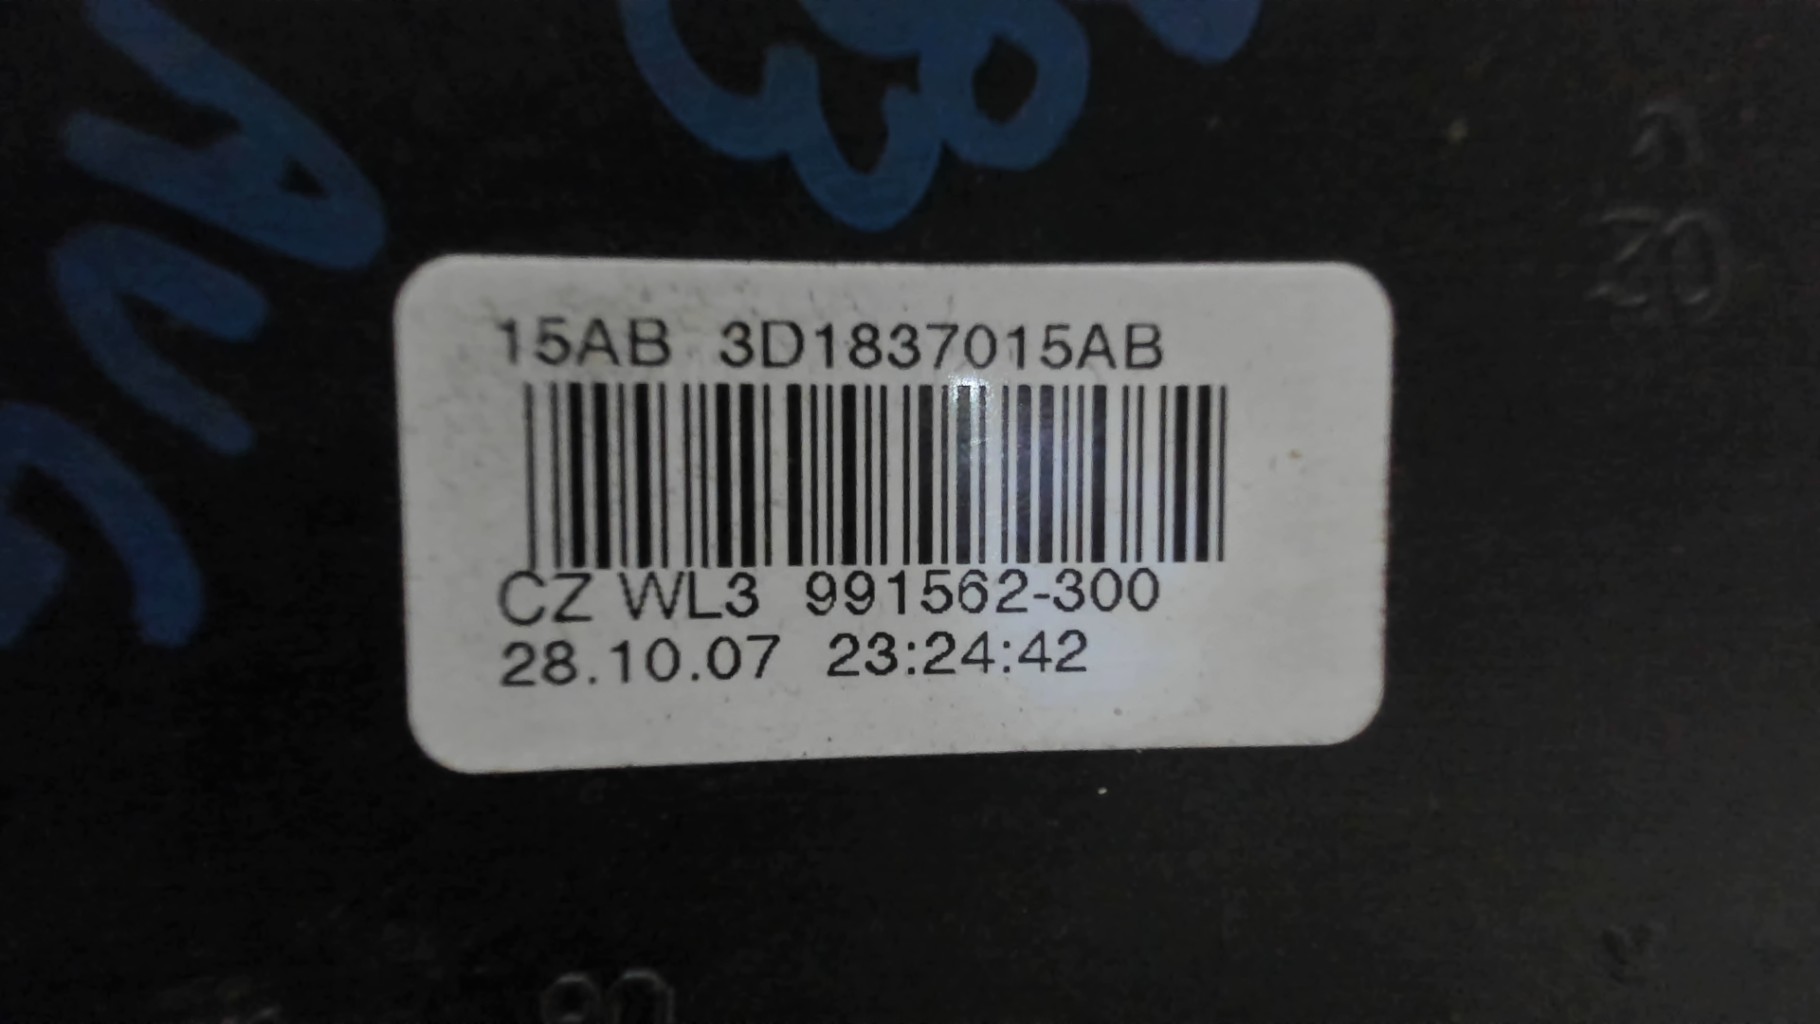 15AB 3D1837015AB
CZ WL3 991562-300
28.10.07 23:24:42